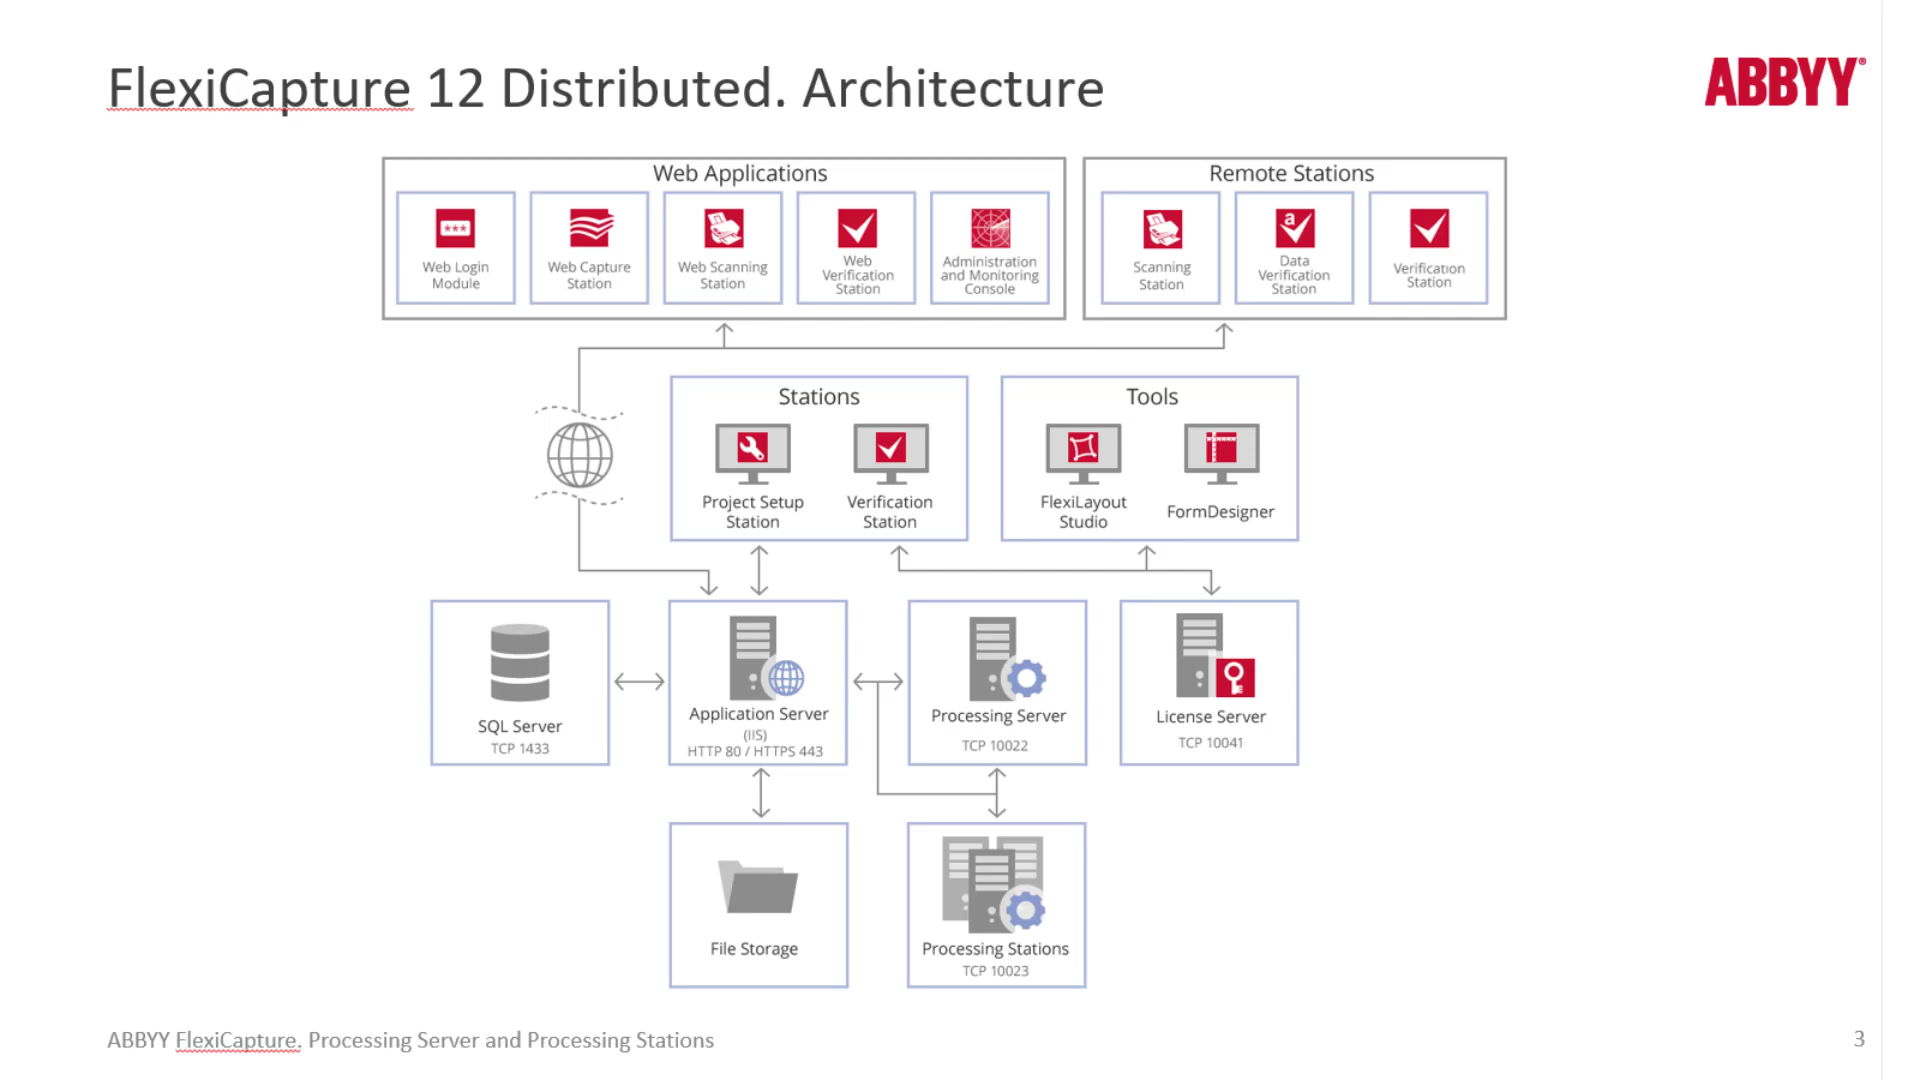 FlexiCapture 12 Distributed. Architecture
ABBYY®
Web Applications
Web Login
Module
Web Capture
Station
Web Scanning
Station
Web
Verification
Station
Administration
and Monitoring
Console
Remote Stations
Scanning
Station
a
Data
Verification
Station
Verification
Station
Stations
Project Setup
Station
Verification
Station
Tools
FlexiLayout
Studio
FormDesigner
SQL Server
TCP 1433
Application Server
(IIS)
HTTP 80 / HTTPS 443
Processing Server
TCP 10022
License Server
TCP 10041
File Storage
Processing Stations
TCP 10023
ABBYY FlexiCapture. Processing Server and Processing Stations
3